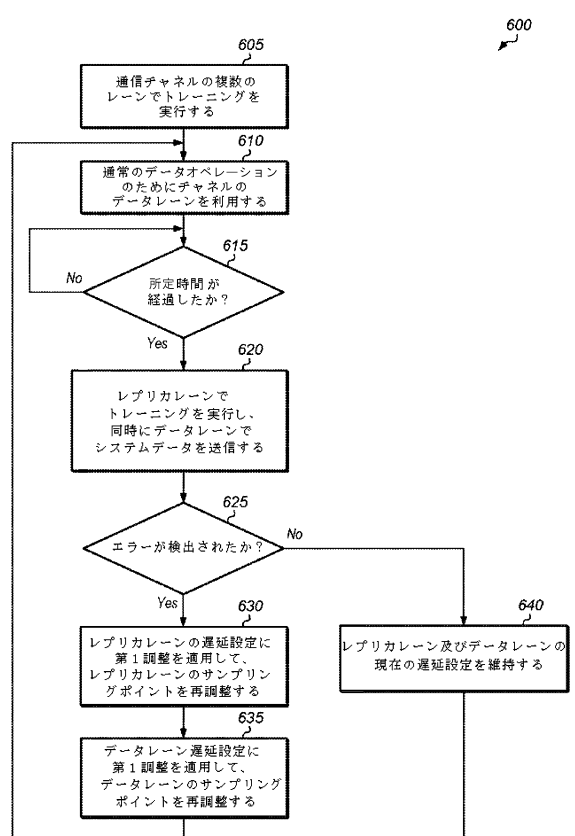 600
605
通信チャネルの複数の
レーンでトレーニングを
実行する
610
通常のデータオペレーション
のためにチャネルの
データレーンを利用する
615
所定時間が
経過したか?
No
Yes
620
レプリカレーンで
トレーニングを実行し、
同時にデータレーンで
システムデータを送信する
625
エラーが検出されたか?
No
Yes
630
レプリカレーンの遅延設定に
第1調整を適用して、
レプリカレーンのサンプリン
グポイントを再調整する
640
レプリカレーン及びデータレーンの
現在の遅延設定を維持する
635
データレーン遅延設定に
第1調整を適用して、
データレーンのサンプリング
ポイントを再調整する